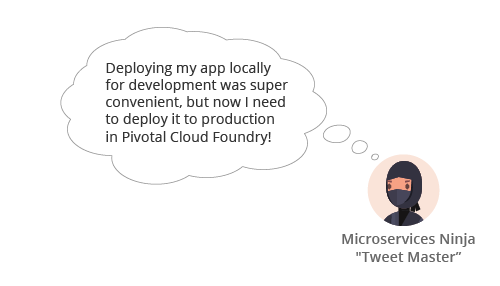 Deploying my app locally
for development was super
convenient, but now I need
to deploy it to production
in Pivotal Cloud Foundry!
Microservices Ninja
"Tweet Master”